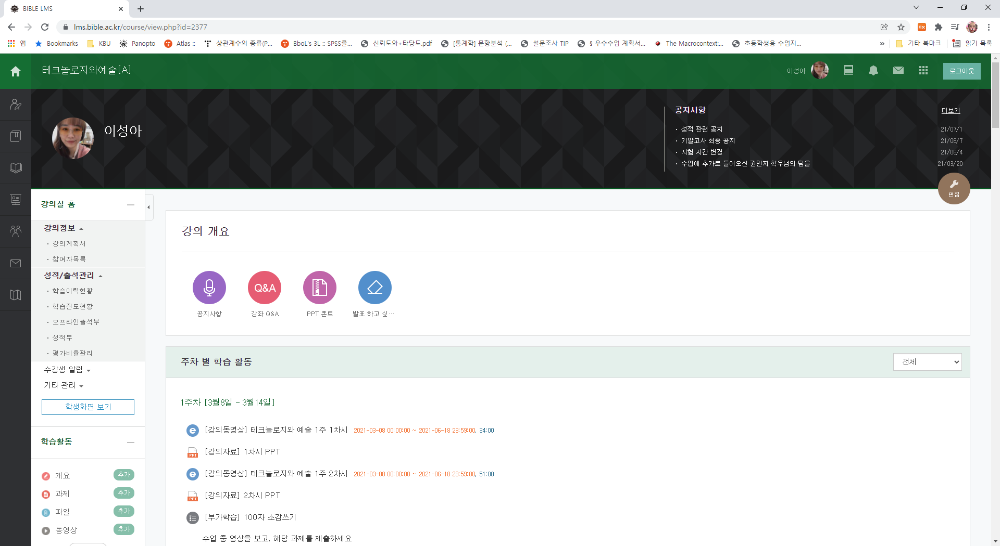 BIBLE LMS
lms.bible.ac.kr/course/view.php?id=2377
앱 Bookmarks KBU Panopto Atlas :: 상관계수의 종류(P... BboL's 3L :: SPSS를... 신뢰도와+타당도.pdf [통계학] 문항분석 (... 설문조사 TIP § 우수수업 계획서... The Macrocontext:... 초등학생용 수업지... » 기타 북마크 읽기 목록
테크놀로지와예술[A] 이성아 로그아웃
이성아
공지사항 더보기
· 성적 관련 공지 21/07/1
· 기말고사 최종 공지 21/06/7
· 시험 시간 변경 21/06/4
· 수업에 추가로 들어오신 권민지 학우님의 팀을 21/03/20
편집
강의실 홈
강의정보
· 강의계획서
· 참여자목록
성적/출석관리
· 학습이력현황
· 학습진도현황
· 오프라인출석부
· 성적부
· 평가비율관리
수강생 알림
기타 관리
학생화면 보기
학습활동
개요 추가
과제 추가
파일 추가
동영상 추가
강의 개요
Q&A
공지사항 강좌 Q&A PPT 폰트 발표 하고 싶…
주차 별 학습 활동 전체
1주차 [3월8일 - 3월14일]
[강의동영상] 테크놀로지와 예술 1주 1차시 2021-03-08 00:00:00 ~ 2021-06-18 23:59:00, 34:00
PPT [강의자료] 1차시 PPT
[강의동영상] 테크놀로지와 예술 1주 2차시 2021-03-08 00:00:00 ~ 2021-06-18 23:59:00, 51:00
PPT [강의자료] 2차시 PPT
[부가학습] 100자 소감쓰기
수업 중 영상을 보고, 해당 과제를 제출하세요